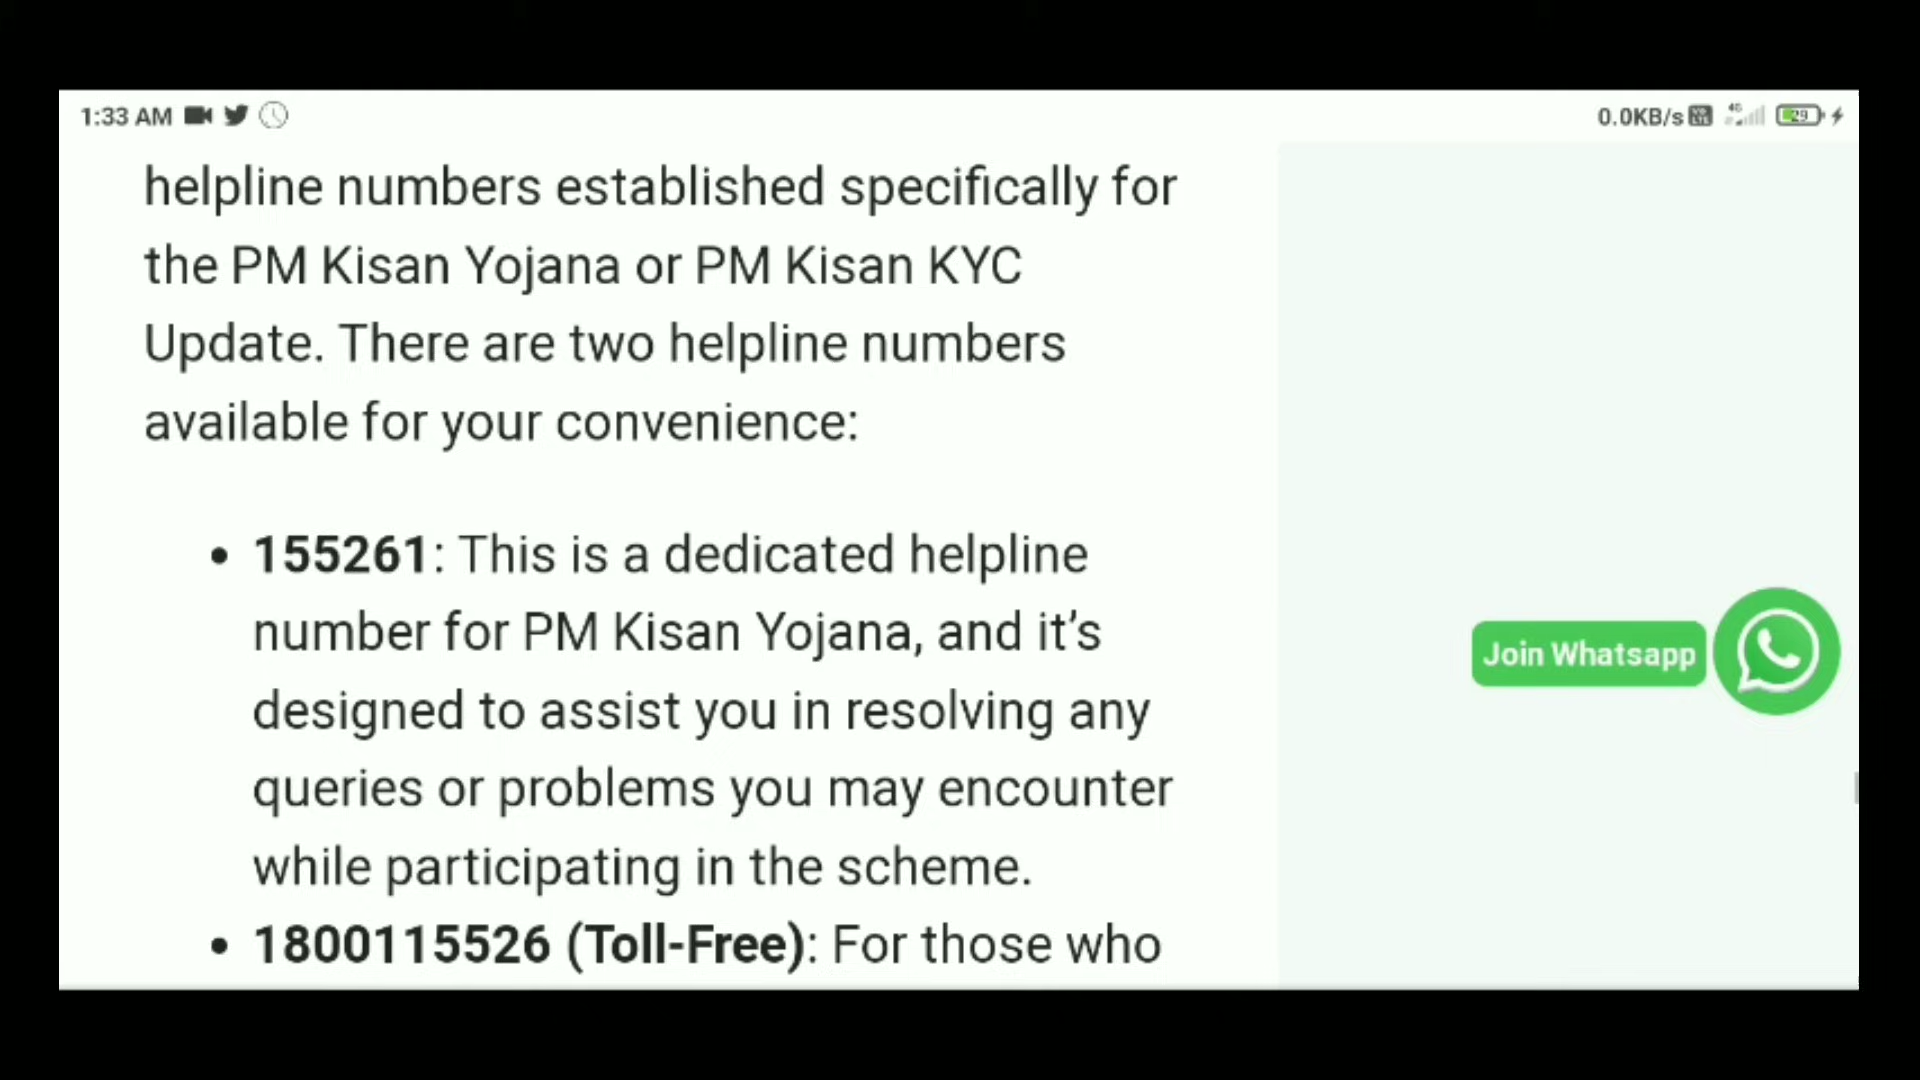 1:33 AM
0.0KB/s
4G
29
helpline numbers established specifically for
the PM Kisan Yojana or PM Kisan KYC
Update. There are two helpline numbers
available for your convenience:
• 155261: This is a dedicated helpline
number for PM Kisan Yojana, and it’s
designed to assist you in resolving any
queries or problems you may encounter
while participating in the scheme.
• 1800115526 (Toll-Free): For those who
Join Whatsapp